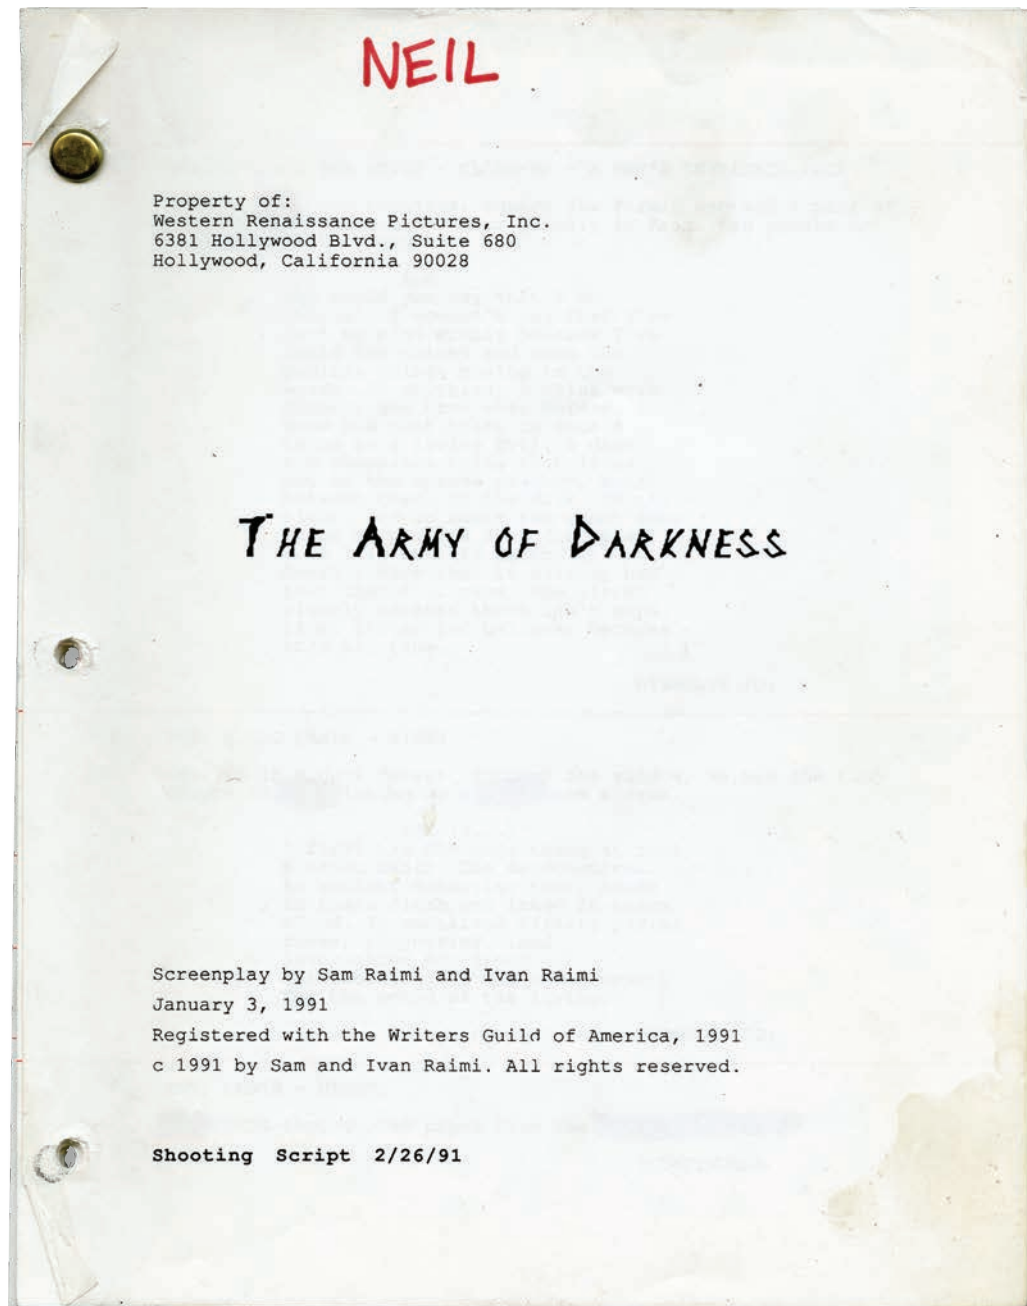 NEIL
Property of:
Western Renaissance Pictures, Inc.
6381 Hollywood Blvd., Suite 680
Hollywood, California 90028
THE ARMY OF DARKNESS
Screenplay by Sam Raimi and Ivan Raimi
January 3, 1991
Registered with the Writers Guild of America, 1991
c 1991 by Sam and Ivan Raimi. All rights reserved.
Shooting Script 2/26/91